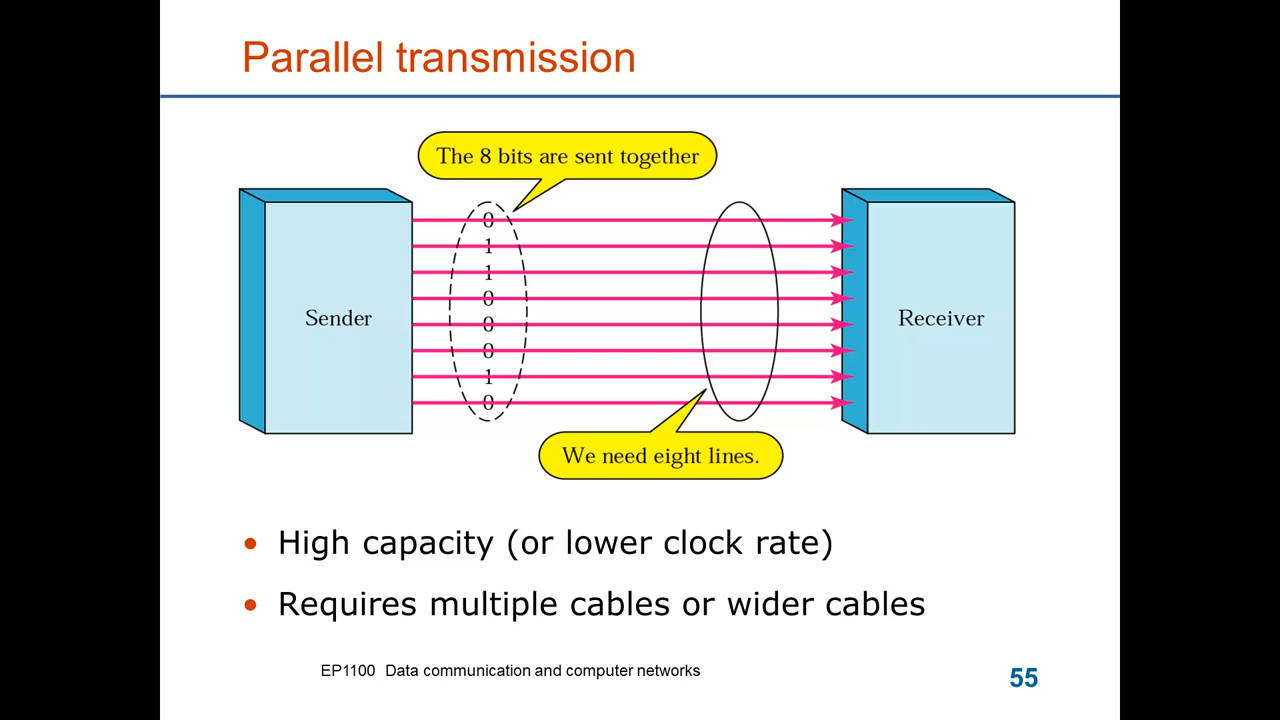 Parallel transmission
The 8 bits are sent together
0
1
1
0
0
0
1
0
Sender
Receiver
We need eight lines.
• High capacity (or lower clock rate)
• Requires multiple cables or wider cables
EP1100 Data communication and computer networks
55